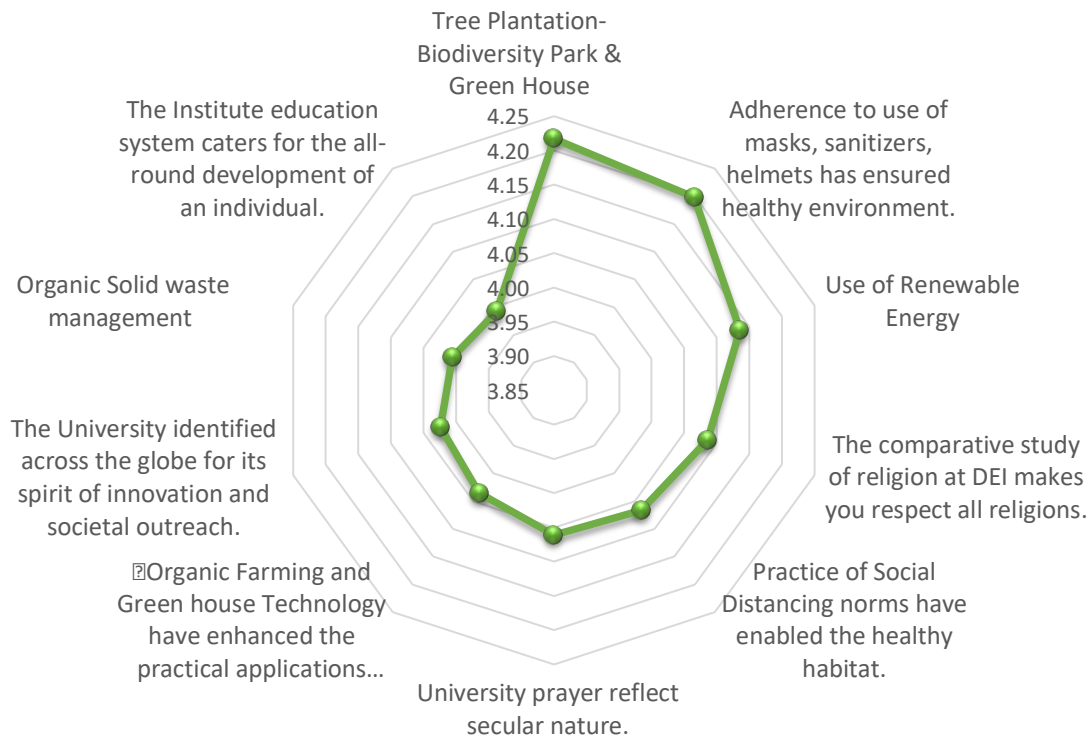 Tree Plantation-
Biodiversity Park &
Green House
Adherence to use of
masks, sanitizers,
helmets has ensured
healthy environment.
Use of Renewable
Energy
The comparative study
of religion at DEI makes
you respect all religions.
Practice of Social
Distancing norms have
enabled the healthy
habitat.
University prayer reflect
secular nature.
Organic Farming and
Green house Technology
have enhanced the
practical applications...
The University identified
across the globe for its
spirit of innovation and
societal outreach.
Organic Solid waste
management
The Institute education
system caters for the all-
round development of
an individual.
4.25
4.20
4.15
4.10
4.05
4.00
3.95
3.90
3.85